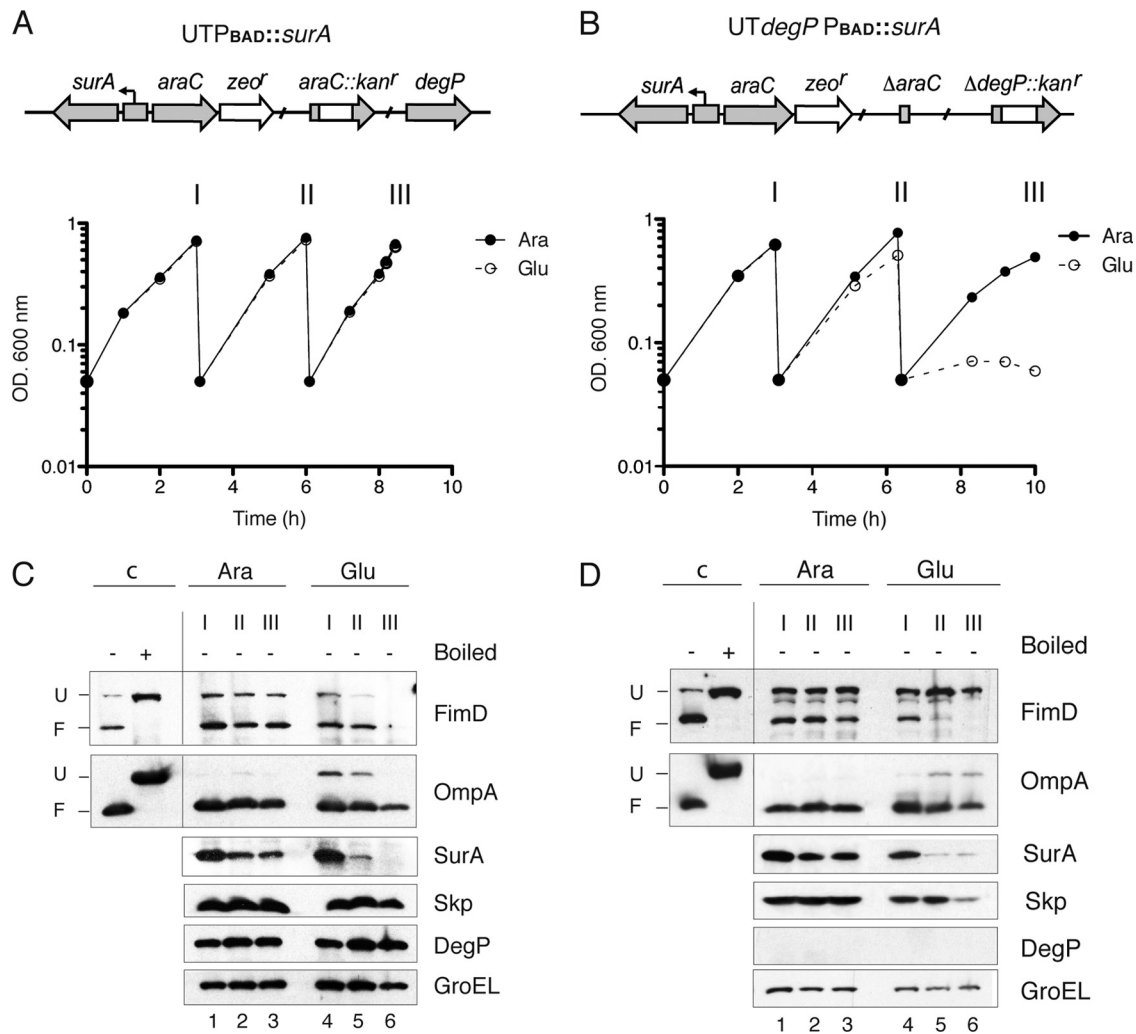 A
UTPBAD::surA
surA araC zeor araC::kanr degP
I II III
Ara
Glu
OD. 600 nm
1
0.1
0.01
0 2 4 6 8 10
Time (h)
B
UTdegP PBAD::surA
surA araC zeor ΔaraC ΔdegP::kanr
I II III
Ara
Glu
OD. 600 nm
1
0.1
0.01
0 2 4 6 8 10
Time (h)
C
c Ara Glu
I II III I II III
- + - - - - - - Boiled
U
F
FimD
U
F
OmpA
SurA
Skp
DegP
GroEL
1 2 3 4 5 6
D
c Ara Glu
I II III I II III
- + - - - - - - Boiled
U
F
FimD
U
F
OmpA
SurA
Skp
DegP
GroEL
1 2 3 4 5 6